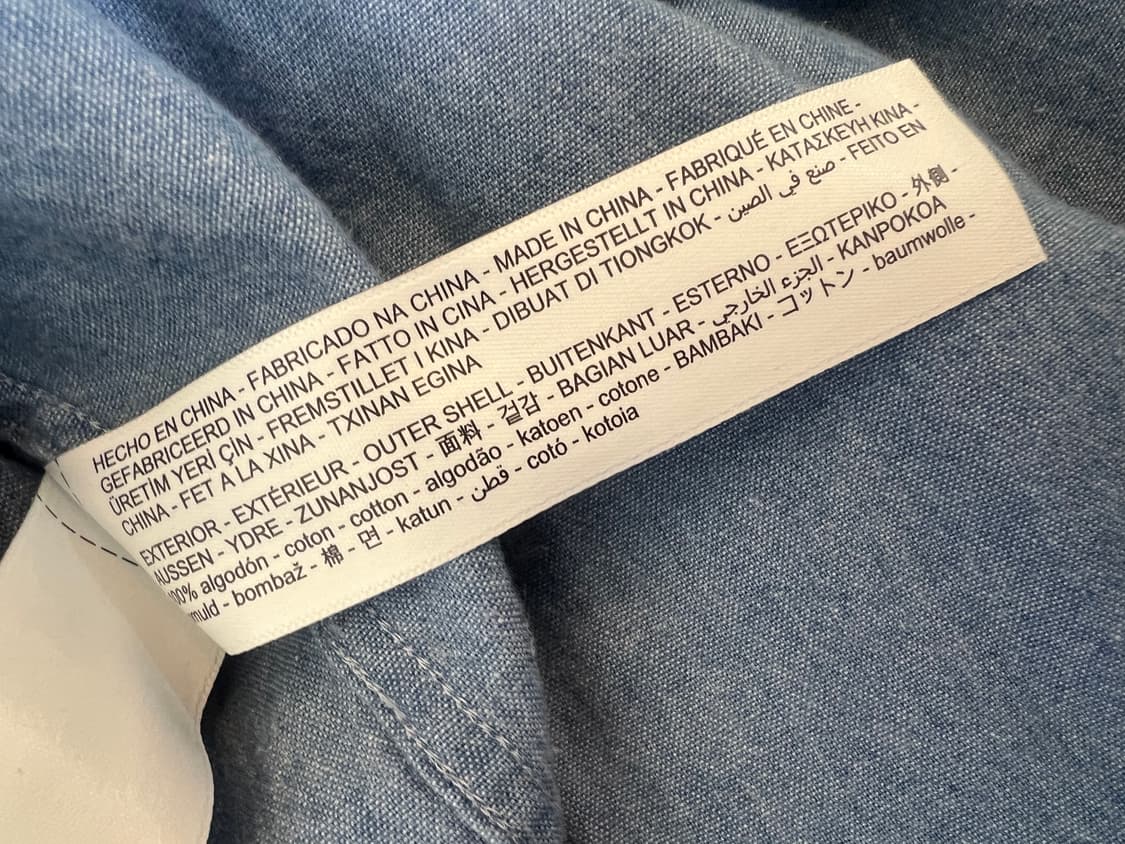 HECHO EN CHINA - FABRICADO NA CHINA - MADE IN CHINA - FABRIQUÉ EN CHINE -
GEFABRICEERD IN CHINA - FATTO IN CINA - HERGESTELLT IN CHINA - ΚΑΤΑΣΚΕΥΗ ΚΙΝΑ -
ÜRETİM YERİ ÇİN - FREMSTILLET I KINA - DIBUAT DI TIONGKOK - صنع في الصين - FEITO EN
CHINA - FET A LA XINA - TXINAN EGINA
EXTERIOR - EXTÉRIEUR - OUTER SHELL - BUITENKANT - ESTERNO - ΕΞΩΤΕΡΙΚΟ - 外側 -
AUSSEN - YDRE - ZUNANJOST - 面料 - 겉감 - BAGIAN LUAR - الجزء الخارجي - KANPOKOA
100% algodón - coton - cotton - algodão - katoen - cotone - ΒΑΜΒΑΚΙ - コットン - baumwolle -
bombaž - 棉 - 면 - katun - قطن - cotó - kotoia